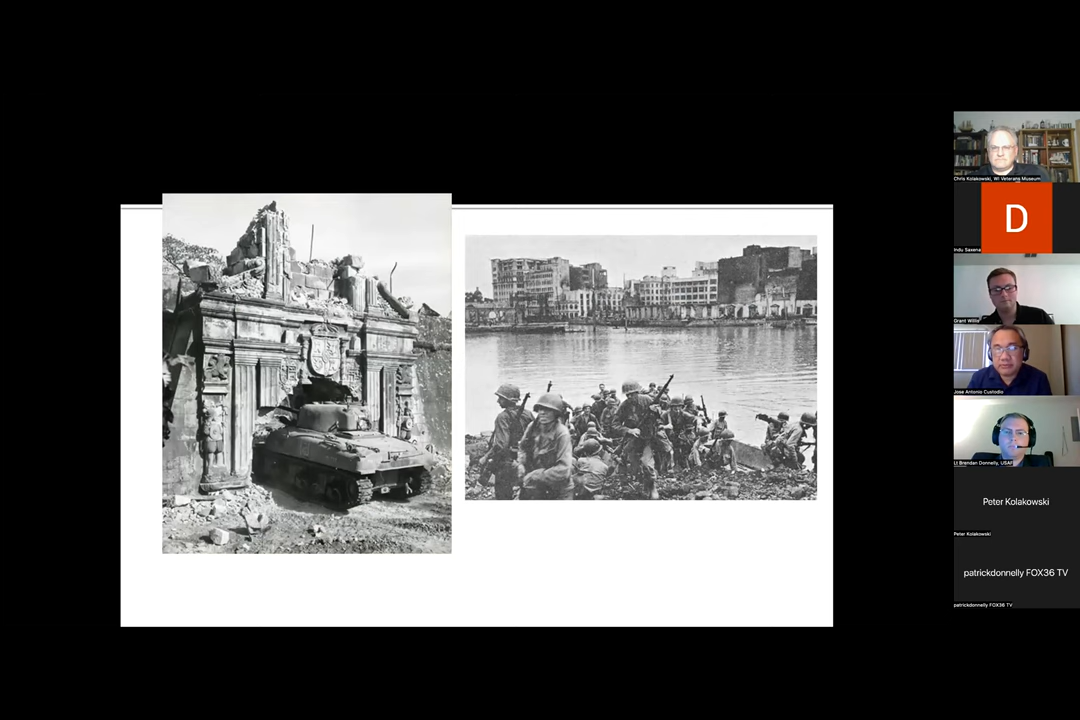 Chris Kolakowski, WI Veterans Museum
D
Indu Saxena
Grant Willis
Jose Antonio Custodio
Lt Brendan Donnelly, USAF
Peter Kolakowski
Peter Kolakowski
patrickdonnelly FOX36 TV
patrickdonnelly FOX36 TV